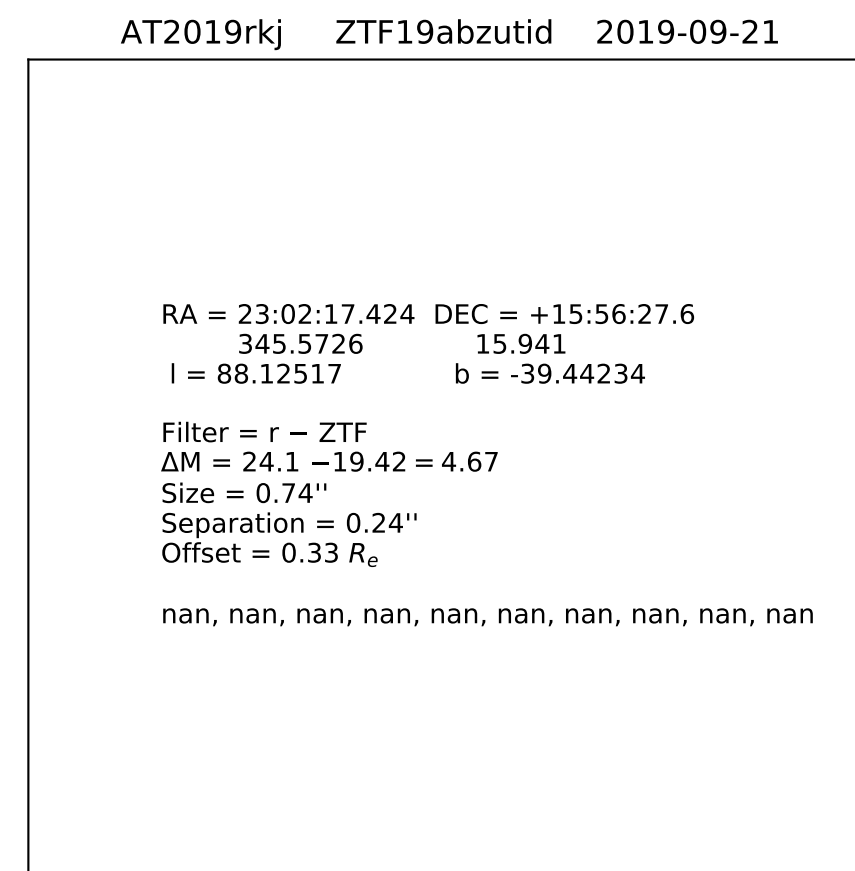 AT2019rkj ZTF19abzutid 2019-09-21
RA = 23:02:17.424 DEC = +15:56:27.6
345.5726 15.941
l = 88.12517 b = -39.44234
Filter = r − ZTF
ΔM = 24.1 −19.42 = 4.67
Size = 0.74''
Separation = 0.24''
Offset = 0.33 Rₑ
nan, nan, nan, nan, nan, nan, nan, nan, nan, nan